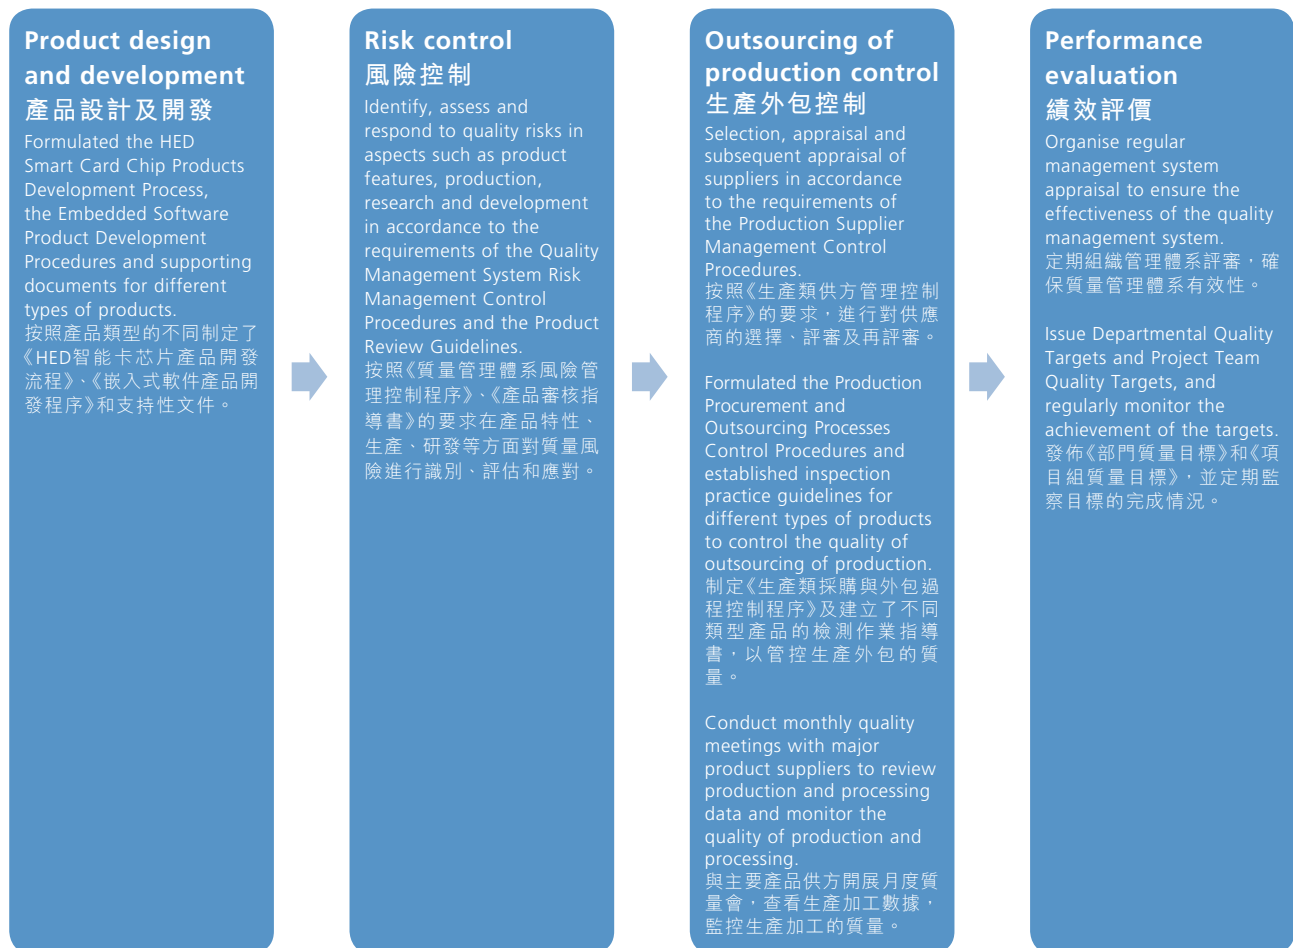 Product design
and development
產品設計及開發
Formulated the HED
Smart Card Chip Products
Development Process,
the Embedded Software
Product Development
Procedures and supporting
documents for different
types of products.
按照產品類型的不同制定了
《HED智能卡芯片產品開發
流程》、《嵌入式軟件產品開
發程序》和支持性文件。
Risk control
風險控制
Identify, assess and
respond to quality risks in
aspects such as product
features, production,
research and development
in accordance to the
requirements of the Quality
Management System Risk
Management Control
Procedures and the Product
Review Guidelines.
按照《質量管理體系風險管
理控制程序》、《產品審核指
導書》的要求在產品特性、
生產、研發等方面對質量風
險進行識別、評估和應對。
Outsourcing of
production control
生產外包控制
Selection, appraisal and
subsequent appraisal of
suppliers in accordance
to the requirements of
the Production Supplier
Management Control
Procedures.
按照《生產類供方管理控制
程序》的要求，進行對供應
商的選擇、評審及再評審。
Formulated the Production
Procurement and
Outsourcing Processes
Control Procedures and
established inspection
practice guidelines for
different types of products
to control the quality of
outsourcing of production.
制定《生產類採購與外包過
程控制程序》及建立了不同
類型產品的檢測作業指導
書，以管控生產外包的質
量。
Conduct monthly quality
meetings with major
product suppliers to review
production and processing
data and monitor the
quality of production and
processing.
與主要產品供方開展月度質
量會，查看生產加工數據，
監控生產加工的質量。
Performance
evaluation
績效評價
Organise regular
management system
appraisal to ensure the
effectiveness of the quality
management system.
定期組織管理體系評審，確
保質量管理體系有效性。
Issue Departmental Quality
Targets and Project Team
Quality Targets, and
regularly monitor the
achievement of the targets.
發佈《部門質量目標》和《項
目組質量目標》，並定期監
察目標的完成情況。